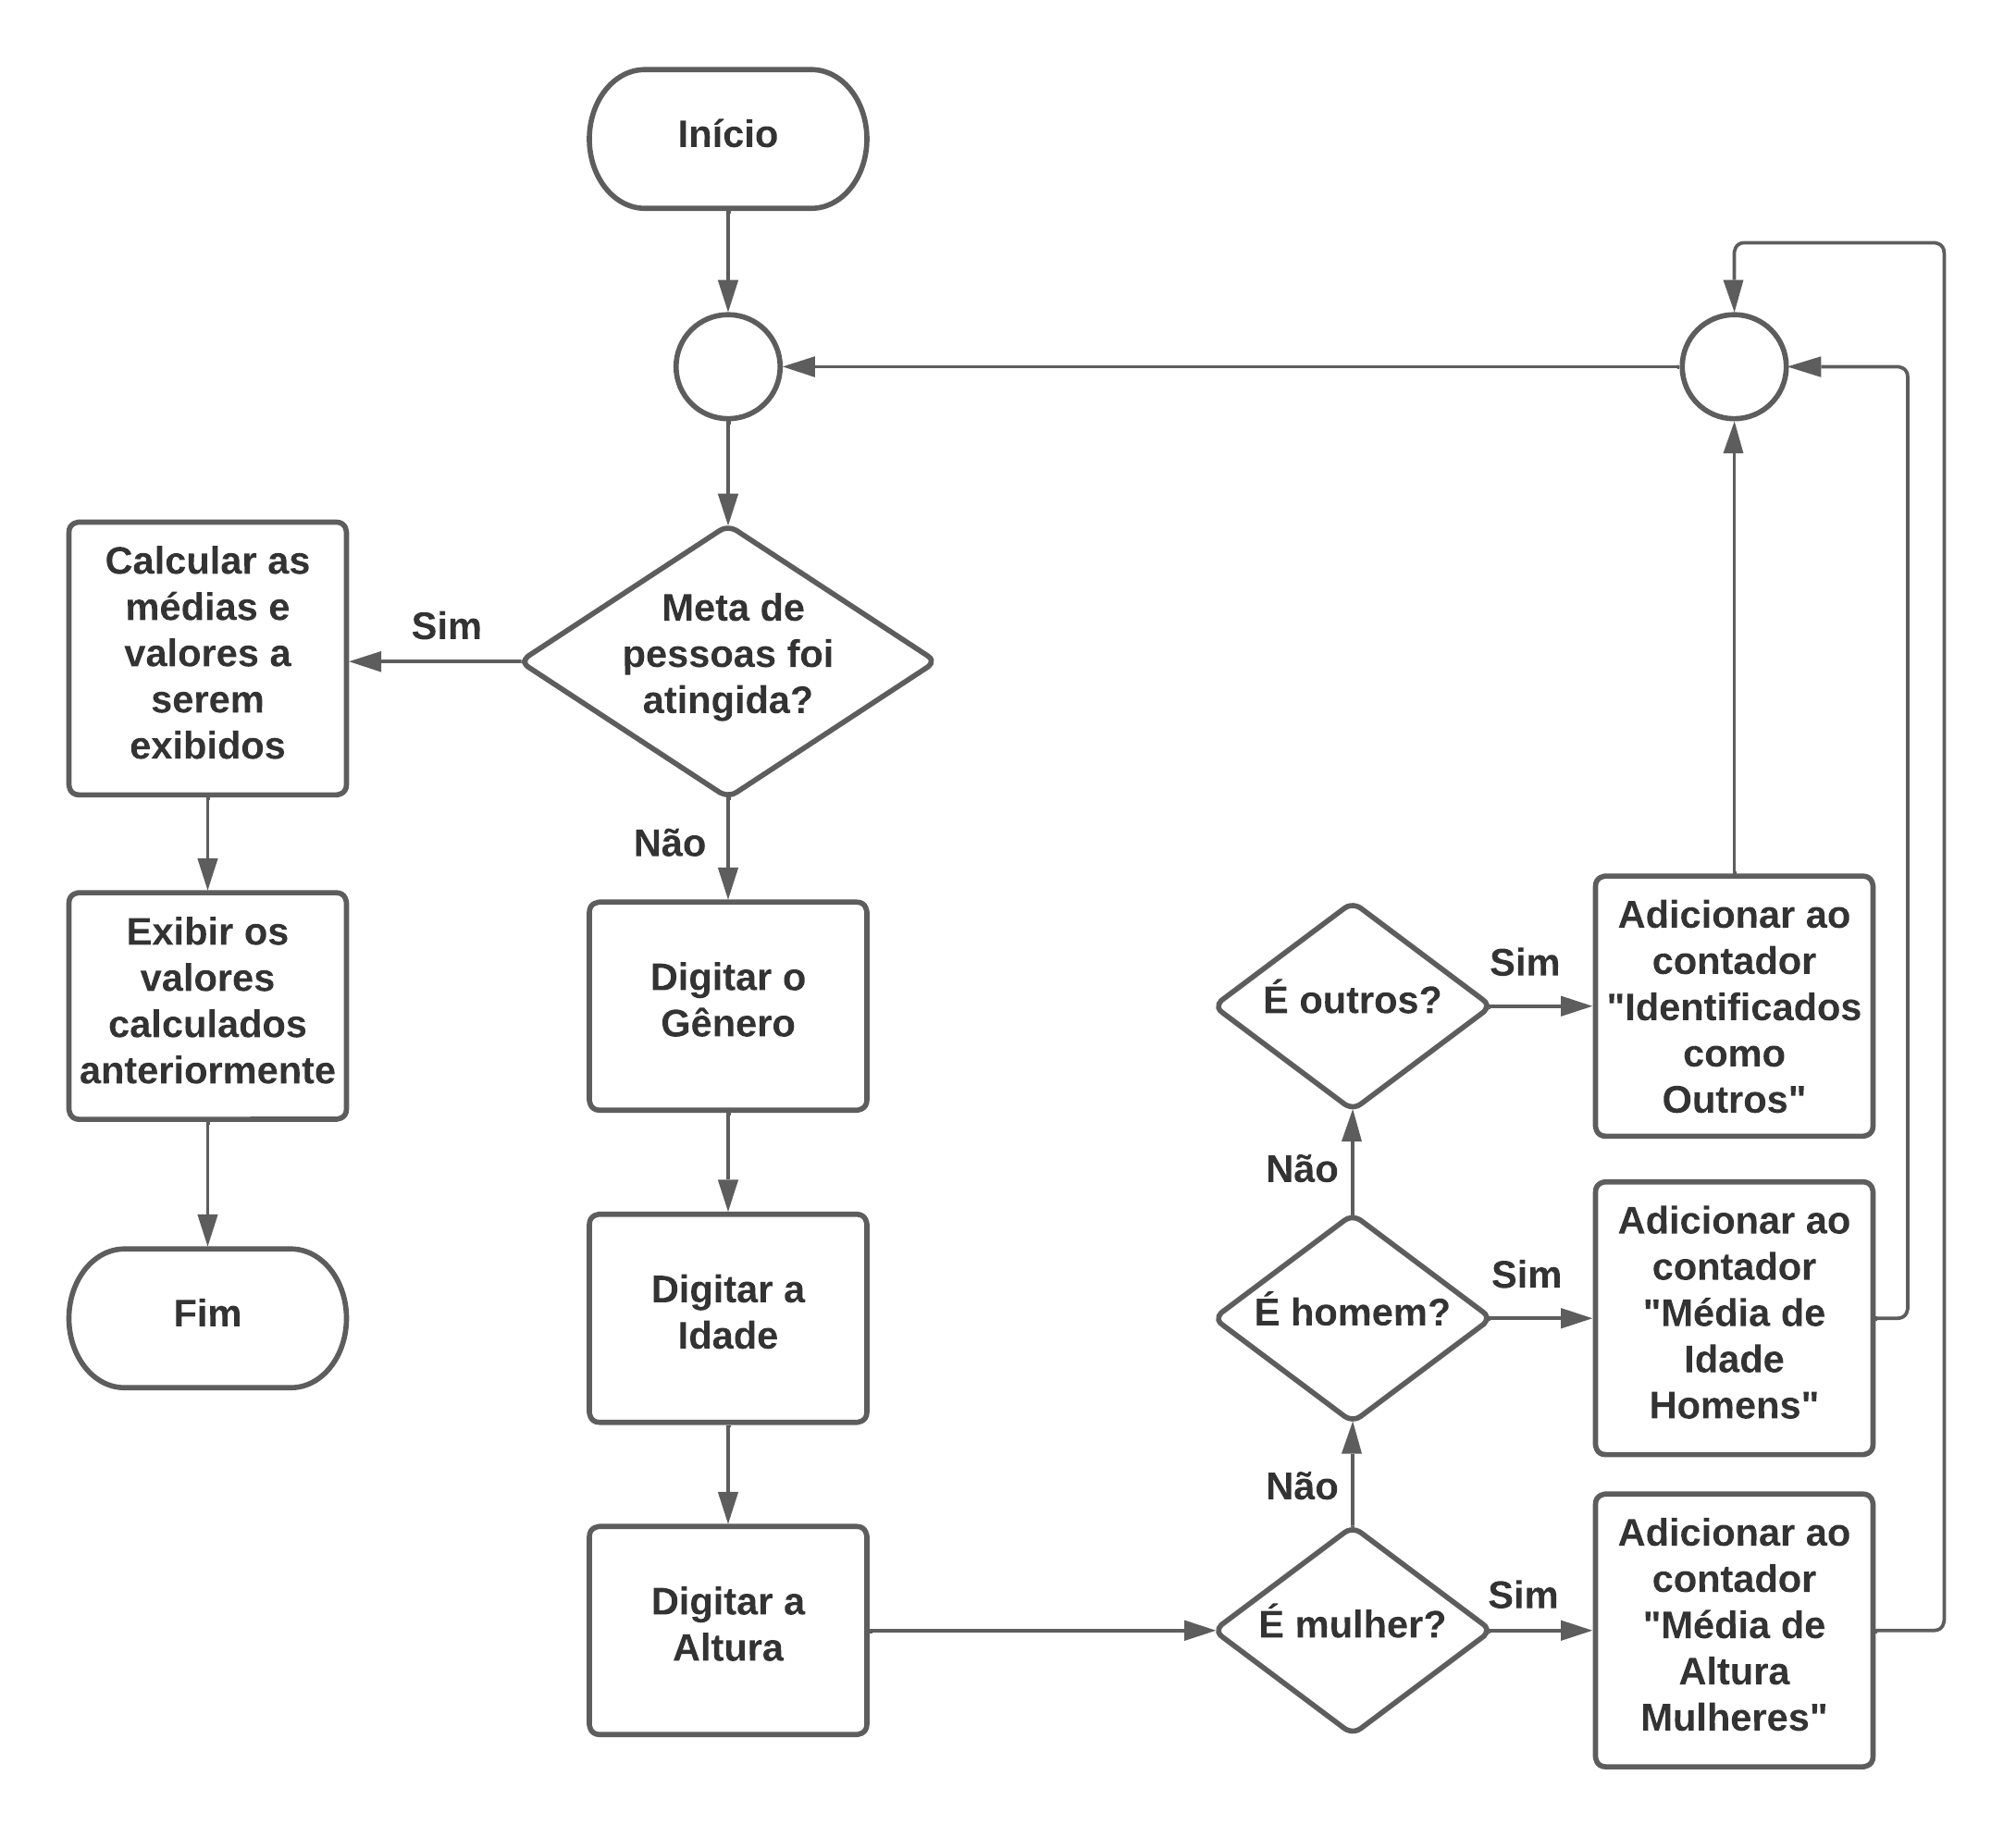 Início
Meta de
pessoas foi
atingida?
Sim
Calcular as
médias e
valores a
serem
exibidos
Exibir os
valores
calculados
anteriormente
Fim
Não
Digitar o
Gênero
Digitar a
Idade
Digitar a
Altura
É mulher?
Sim
Adicionar ao
contador
"Média de
Altura
Mulheres"
Não
É homem?
Sim
Adicionar ao
contador
"Média de
Idade
Homens"
Não
É outros?
Sim
Adicionar ao
contador
"Identificados
como
Outros"